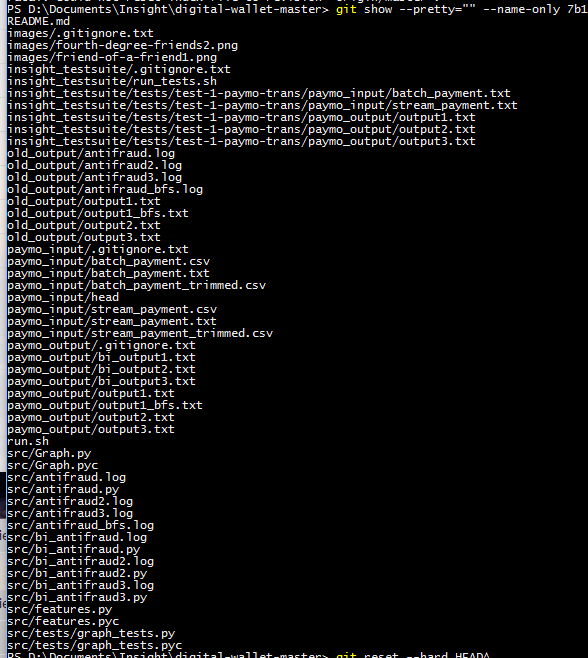 PS D:\Documents\Insight\digital-wallet-master> git show --pretty="" --name-only 7b1
README.md
images/.gitignore.txt
images/fourth-degree-friends2.png
images/friend-of-a-friend1.png
insight_testsuite/.gitignore.txt
insight_testsuite/run_tests.sh
insight_testsuite/tests/test-1-paymo-trans/paymo_input/batch_payment.txt
insight_testsuite/tests/test-1-paymo-trans/paymo_input/stream_payment.txt
insight_testsuite/tests/test-1-paymo-trans/paymo_output/output1.txt
insight_testsuite/tests/test-1-paymo-trans/paymo_output/output2.txt
insight_testsuite/tests/test-1-paymo-trans/paymo_output/output3.txt
old_output/antifraud.log
old_output/antifraud2.log
old_output/antifraud3.log
old_output/antifraud_bfs.log
old_output/output1.txt
old_output/output1_bfs.txt
old_output/output2.txt
old_output/output3.txt
paymo_input/.gitignore.txt
paymo_input/batch_payment.csv
paymo_input/batch_payment.txt
paymo_input/batch_payment_trimmed.csv
paymo_input/head
paymo_input/stream_payment.csv
paymo_input/stream_payment.txt
paymo_input/stream_payment_trimmed.csv
paymo_output/.gitignore.txt
paymo_output/bi_output1.txt
paymo_output/bi_output2.txt
paymo_output/bi_output3.txt
paymo_output/output1.txt
paymo_output/output1_bfs.txt
paymo_output/output2.txt
paymo_output/output3.txt
run.sh
src/Graph.py
src/Graph.pyc
src/antifraud.log
src/antifraud.py
src/antifraud2.log
src/antifraud3.log
src/antifraud_bfs.log
src/bi_antifraud.log
src/bi_antifraud.py
src/bi_antifraud2.log
src/bi_antifraud2.py
src/bi_antifraud3.log
src/bi_antifraud3.py
src/features.py
src/features.pyc
src/tests/graph_tests.py
src/tests/graph_tests.pyc
PS D:\Documents\Insight\digital-wallet-master> git reset --hard HEAD^